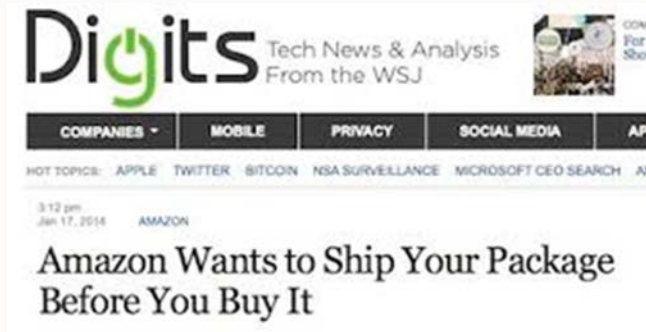 Digits
Tech News & Analysis
From the WSJ
COMPANIES MOBILE PRIVACY SOCIAL MEDIA
HOT TOPICS: APPLE TWITTER BITCOIN NSA SURVEILLANCE MICROSOFT CEO SEARCH
3:12 pm
Jan 17, 2014 AMAZON
Amazon Wants to Ship Your Package
Before You Buy It